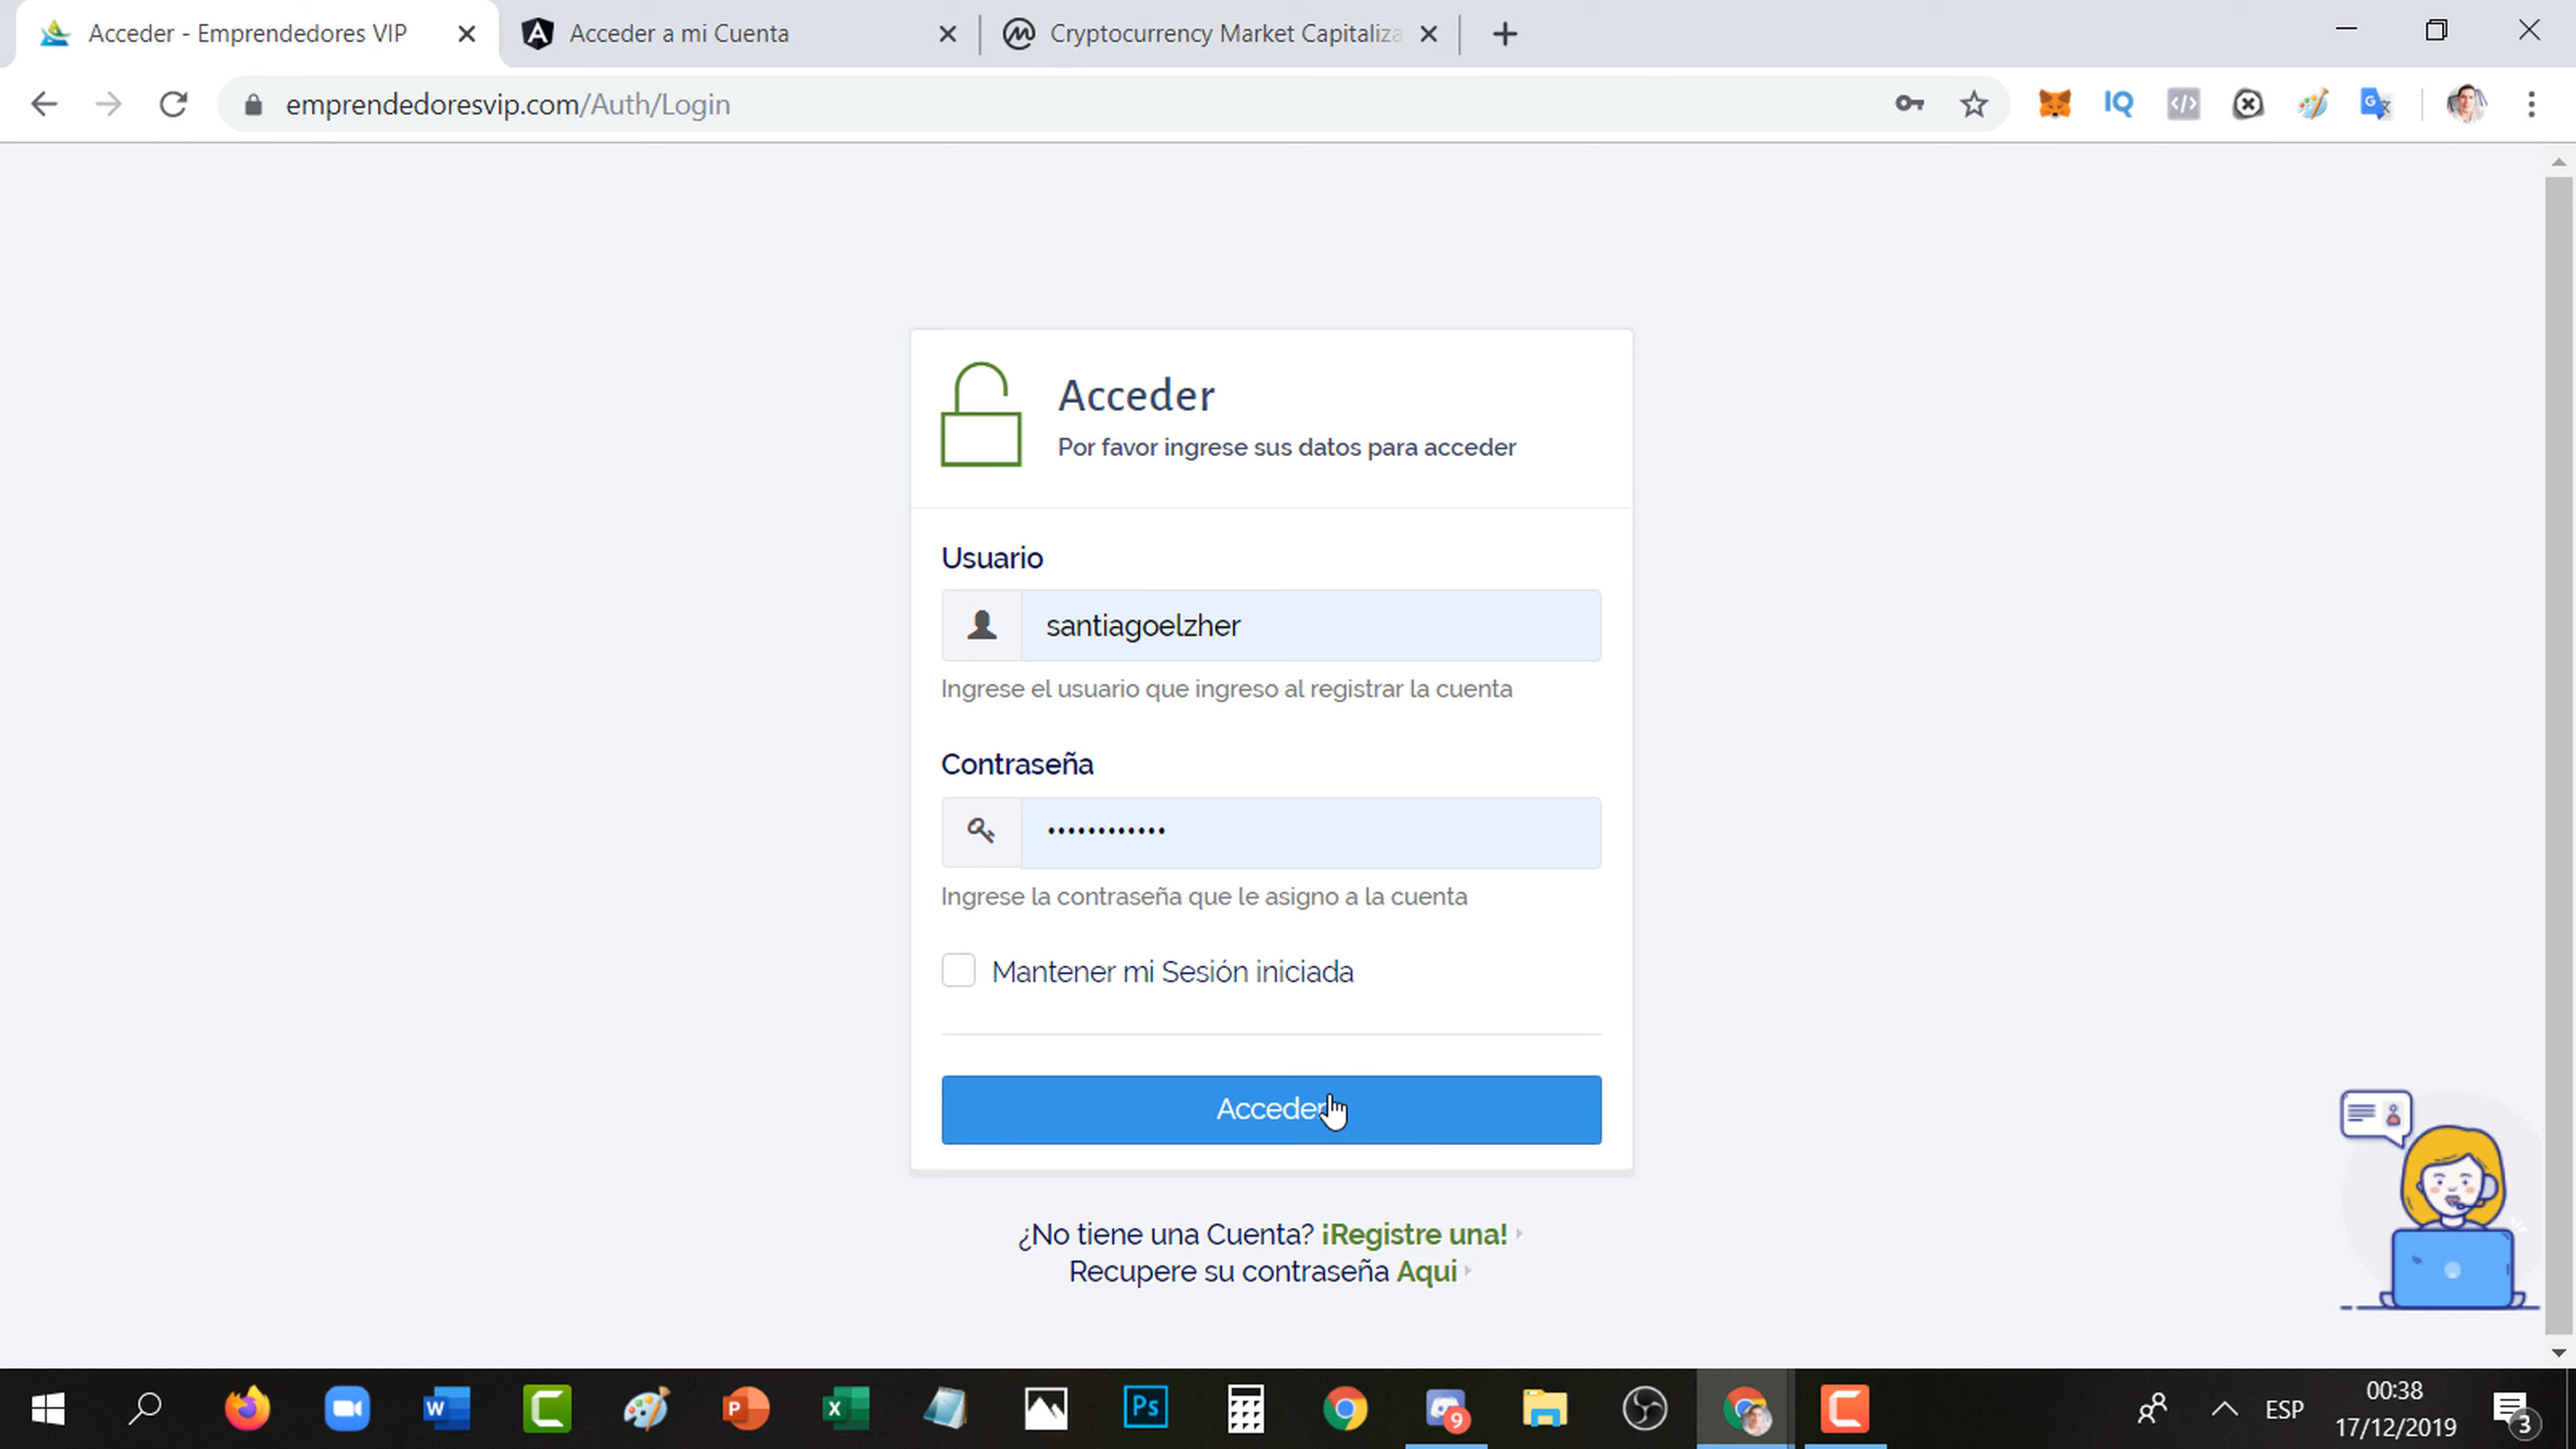 Acceder - Emprendedores VIP
Acceder a mi Cuenta
Cryptocurrency Market Capitaliza
emprendedoresvip.com/Auth/Login
IQ
Acceder
Por favor ingrese sus datos para acceder
Usuario
santiagoelzher
Ingrese el usuario que ingreso al registrar la cuenta
Contraseña
••••••••••••
Ingrese la contraseña que le asigno a la cuenta
Mantener mi Sesión iniciada
Acceder
¿No tiene una Cuenta? ¡Registre una!
Recupere su contraseña Aqui
W
P
X
Ps
9
ESP
00:38
17/12/2019
3